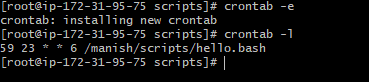 [root@ip-172-31-95-75 scripts]# crontab -e
crontab: installing new crontab
[root@ip-172-31-95-75 scripts]# crontab -l
59 23 * * 6 /manish/scripts/hello.bash
[root@ip-172-31-95-75 scripts]#